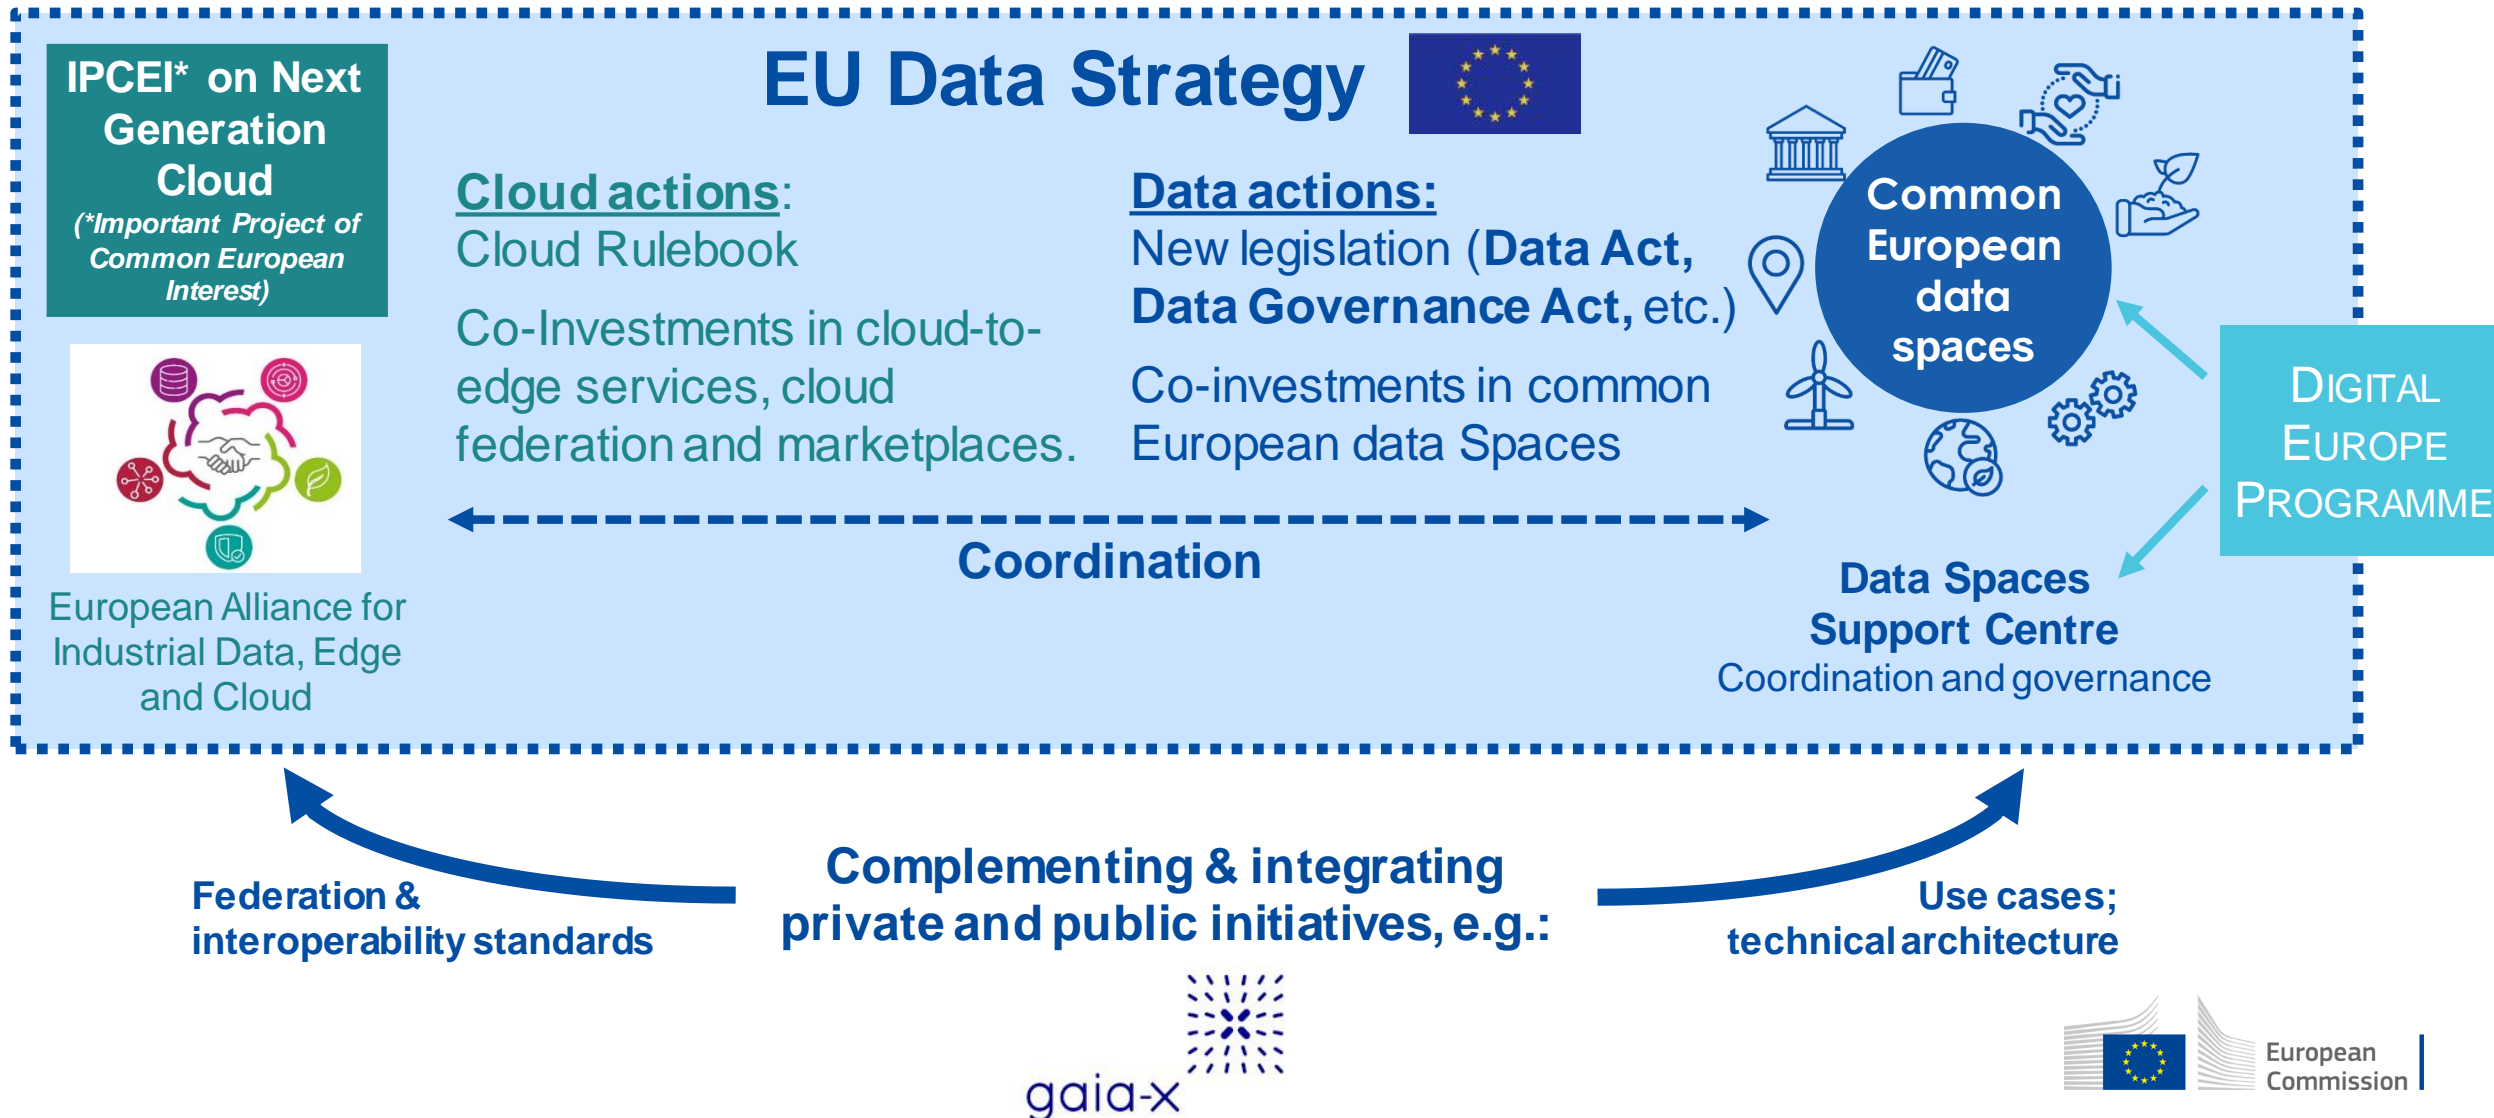 EU Data Strategy
IPCEI* on Next
Generation
Cloud
(*Important Project of
Common European
Interest)
European Alliance for
Industrial Data, Edge
and Cloud
Cloud actions:
Cloud Rulebook
Co-Investments in cloud-to-
edge services, cloud
federation and marketplaces.
Data actions:
New legislation (Data Act,
Data Governance Act, etc.)
Co-investments in common
European data Spaces
Coordination
Common
European
data
spaces
DIGITAL
EUROPE
PROGRAMME
Data Spaces
Support Centre
Coordination and governance
Federation &
interoperability standards
Complementing & integrating
private and public initiatives, e.g.:
Use cases;
technical architecture
gaia-x
European
Commission